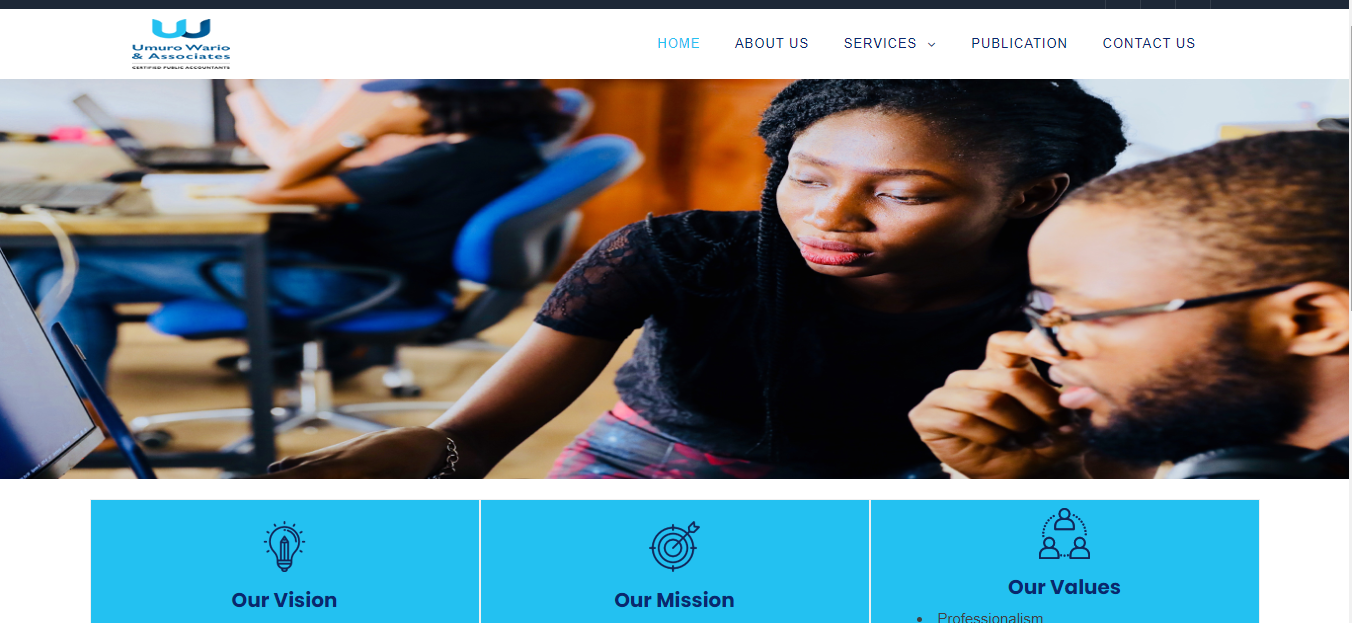 Umuro Wario
& Associates
CERTIFIED PUBLIC ACCOUNTANTS
HOME ABOUT US SERVICES PUBLICATION CONTACT US
Our Vision
Our Mission
Our Values
• Professionalism